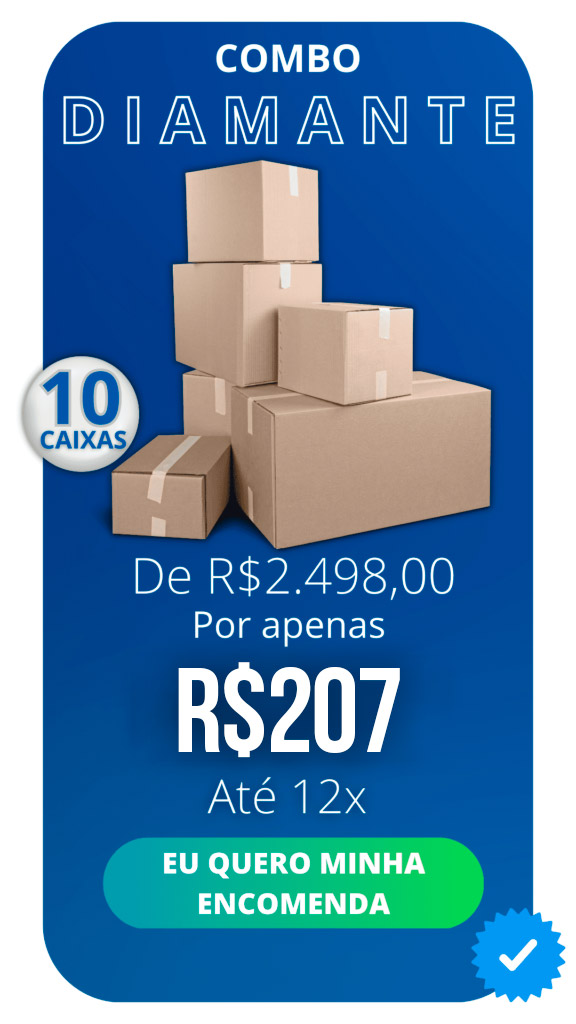 COMBO
DIAMANTE
10
CAIXAS
De R$2.498,00
Por apenas
R$207
Até 12x
EU QUERO MINHA
ENCOMENDA